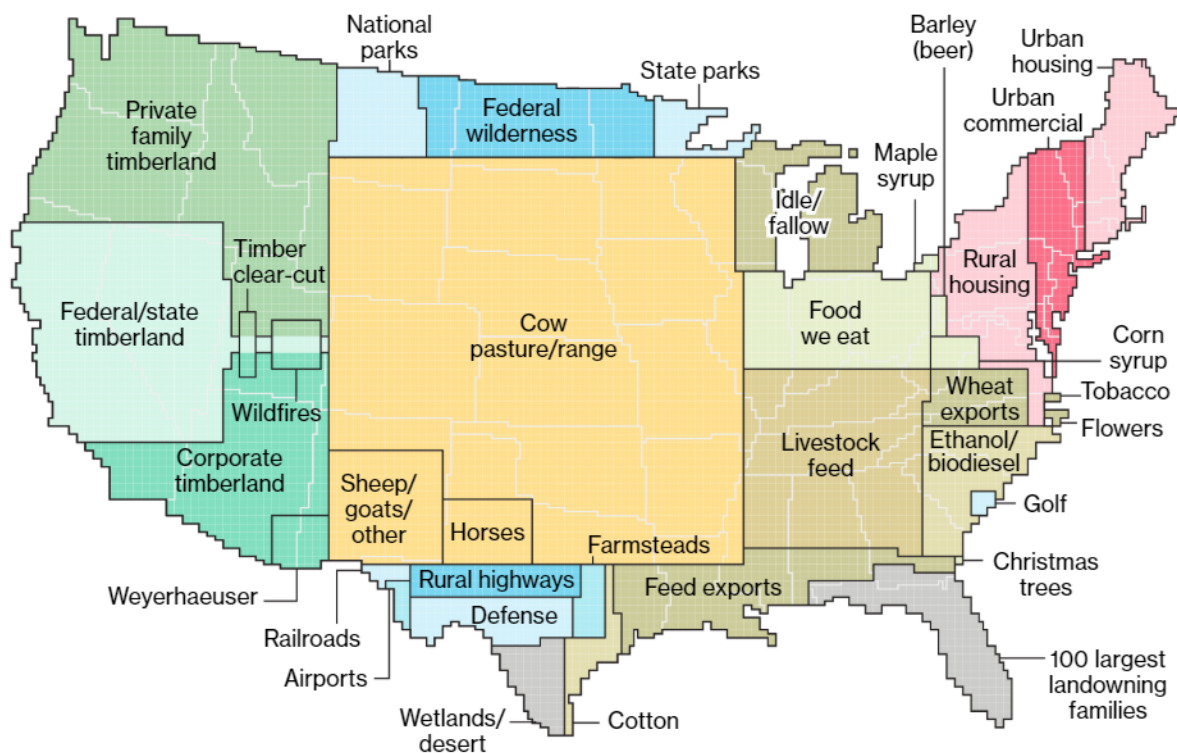 National
parks
State parks
Barley
(beer)
Urban
housing
Urban
commercial
Private
family
timberland
Federal
wilderness
Maple
syrup
Idle/
fallow
Timber
clear-cut
Federal/state
timberland
Cow
pasture/range
Food
we eat
Rural
housing
Corn
syrup
Wildfires
Wheat
exports
Tobacco
Flowers
Corporate
timberland
Livestock
feed
Ethanol/
biodiesel
Sheep/
goats/
other
Horses
Golf
Farmsteads
Christmas
trees
Weyerhaeuser
Rural highways
Feed exports
Defense
Railroads
Airports
100 largest
landowning
families
Wetlands/
desert
Cotton